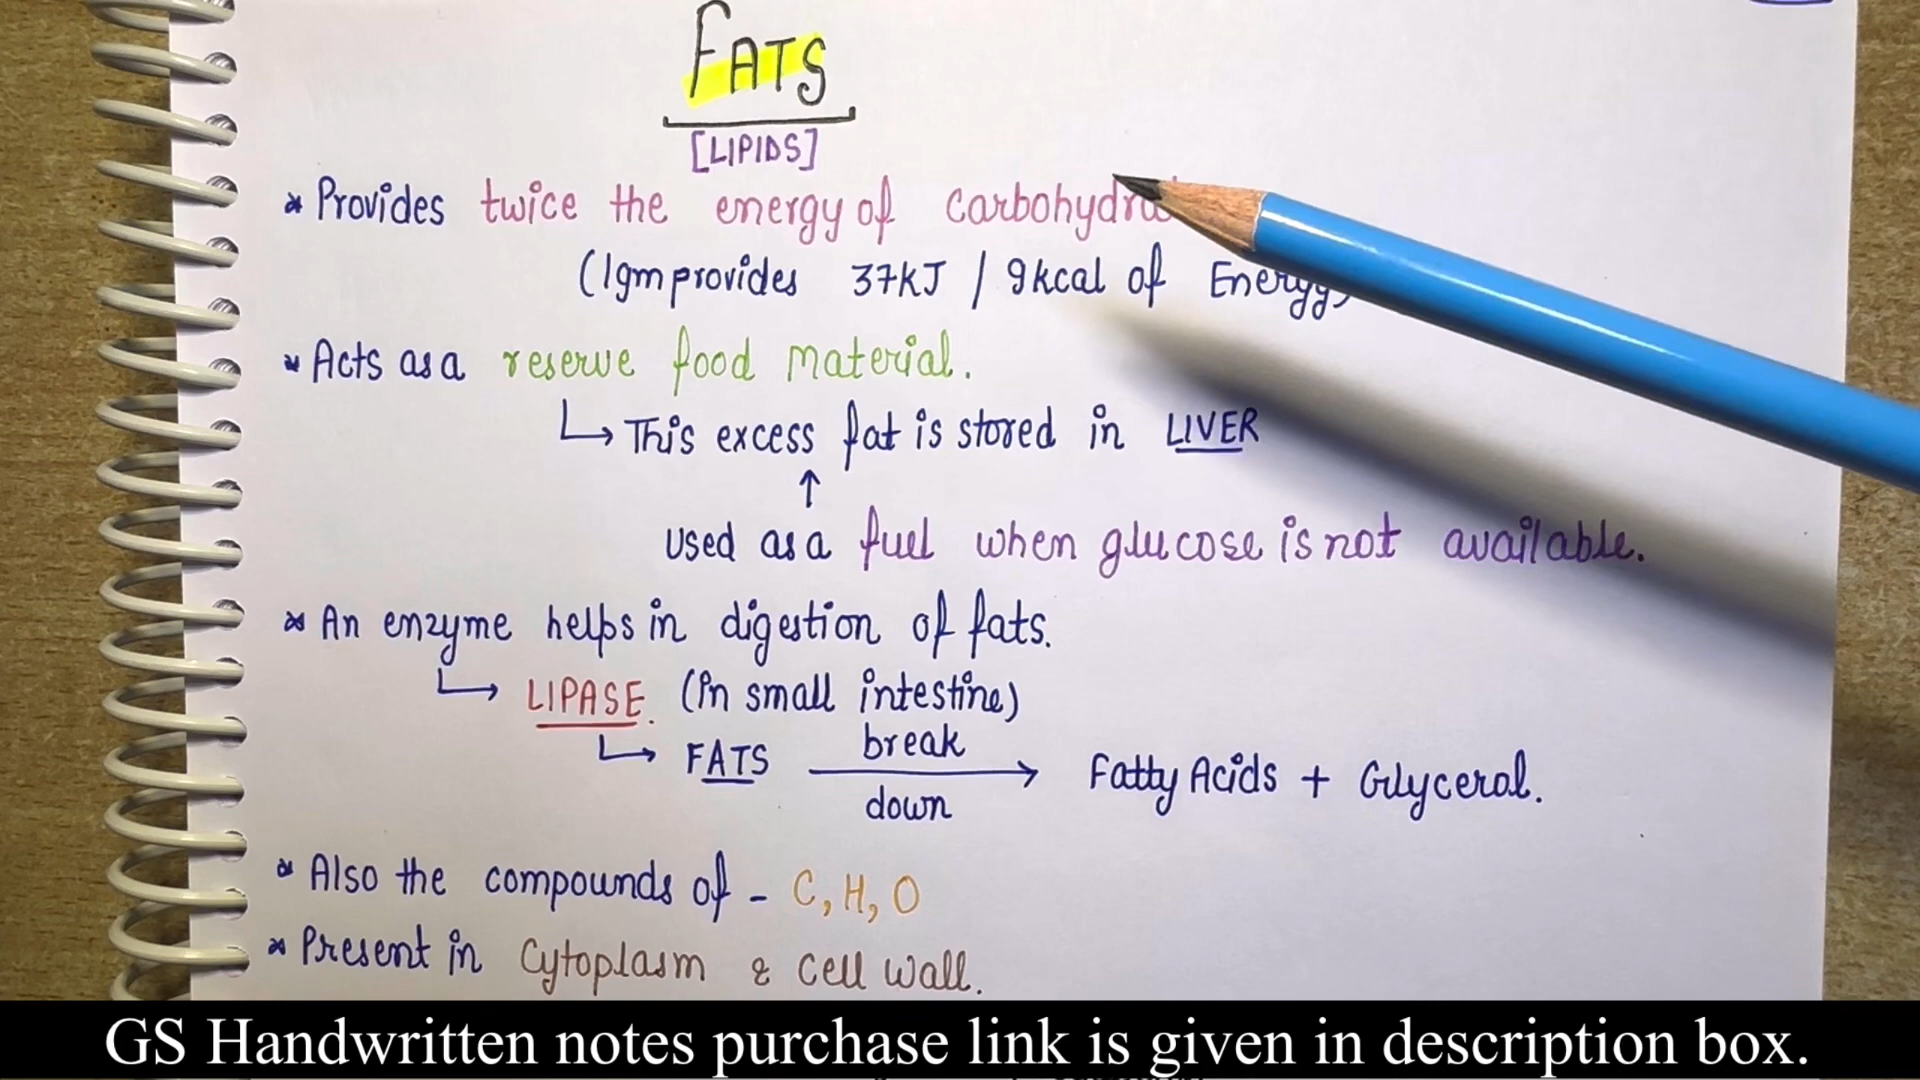 FATS
[LIPIDS]
* Provides twice the energy of
(1gm provides 37kJ / 9kcal of Energy)
* Acts as a reserve food material.
↳ This excess fat is stored in LIVER
↑
used as a fuel when glucose is not available.
* An enzyme helps in digestion of fats.
↳ LIPASE. (in small intestine)
↳ FATS break down → Fatty Acids + Glycerol.
* Also the compounds of - C, H, O
* Present in Cytoplasm & Cell Wall.
GS Handwritten notes purchase link is given in description box.